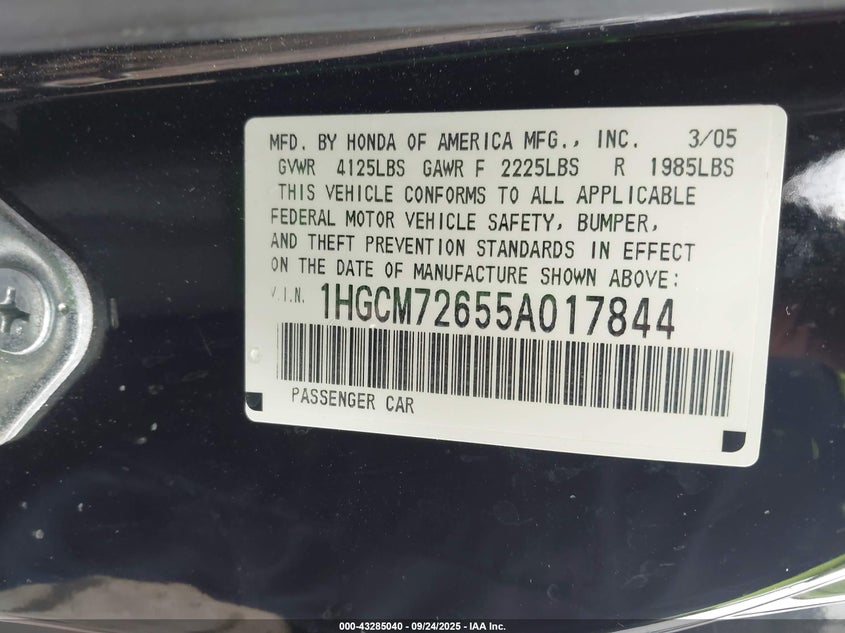 MFD. BY HONDA OF AMERICA MFG., INC. 3/05
GVWR 4125LBS GAWR F 2225LBS R 1985LBS
THIS VEHICLE CONFORMS TO ALL APPLICABLE
FEDERAL MOTOR VEHICLE SAFETY, BUMPER,
AND THEFT PREVENTION STANDARDS IN EFFECT
ON THE DATE OF MANUFACTURE SHOWN ABOVE:
V.I.N. 1HGCM72655A017844
PASSENGER CAR
000-43285040 - 09/24/2025 - IAA Inc.